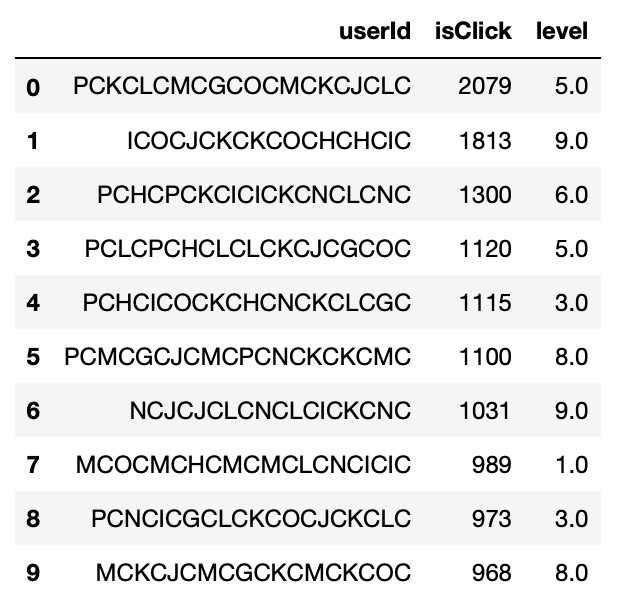 userId isClick level
0 PCKCLCMCGCOCMCKCJCLC 2079 5.0
1 ICOCJCKCKCOCHCHCIC 1813 9.0
2 PCHCPCKCICICKCNCLCNC 1300 6.0
3 PCLCPCHCLCLCKCJCGCOC 1120 5.0
4 PCHCICOCKCHCNCKCLCGC 1115 3.0
5 PCMCGCJCMCPCNCKCKCMC 1100 8.0
6 NCJCJCLCNCLCICKCNC 1031 9.0
7 MCOCMCHCMCMCLCNCICIC 989 1.0
8 PCNCICGCLCKCOCJCKCLC 973 3.0
9 MCKCJCMCGCKCMCKCOC 968 8.0